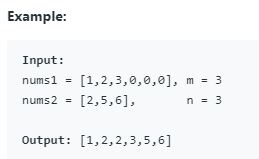 Example:
Input:
nums1 = [1,2,3,0,0,0], m = 3
nums2 = [2,5,6],       n = 3
Output: [1,2,2,3,5,6]